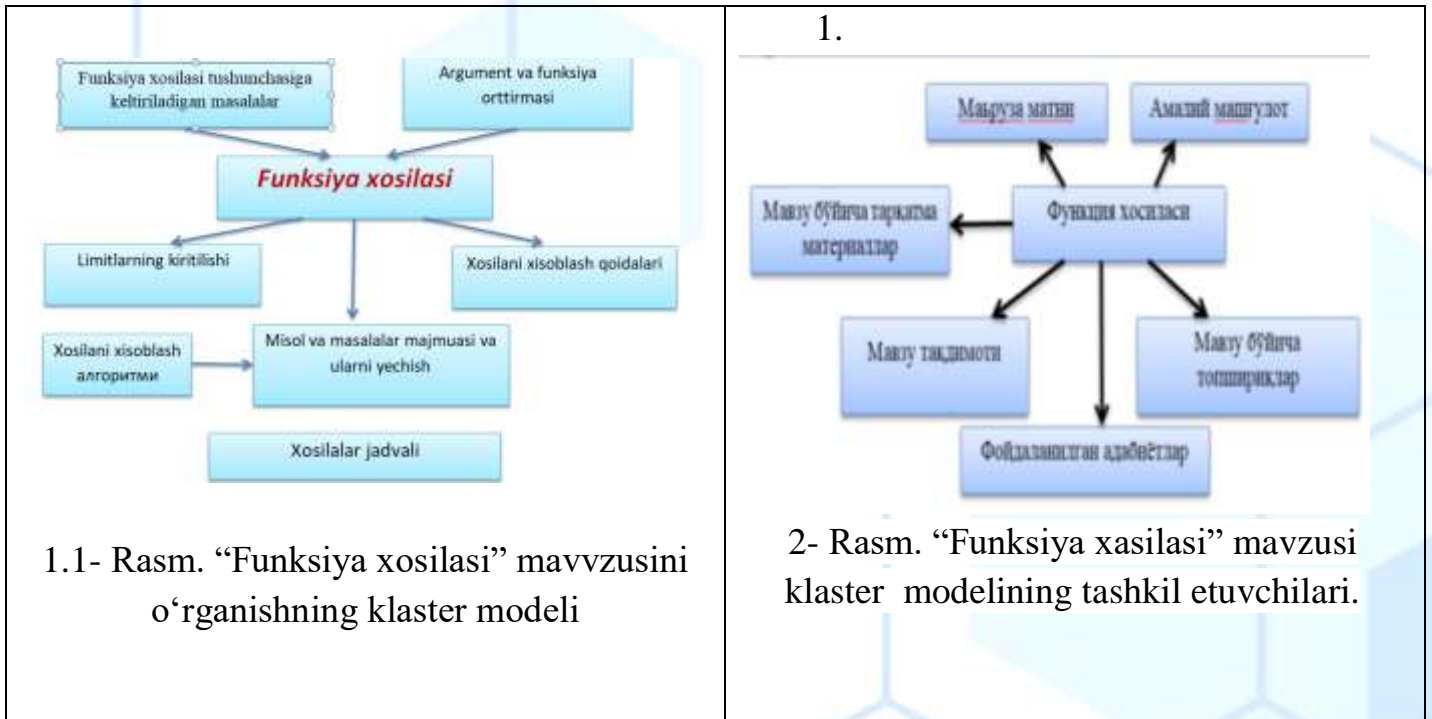 Funksiya xosilasi tushunchasiga
keltiriladigan masalalar
Argument va funksiya
orttirmasi
Funksiya xosilasi
Limitlarning kiritilishi
Xosilani xisoblash qoidalari
Xosilani xisoblash
алгоритми
Misol va masalalar majmuasi va
ularni yechish
Xosilalar jadvali
1.1- Rasm. “Funksiya xosilasi” mavvzusini
o‘rganishning klaster modeli
1.
Маъруза матни
Амалий машғулот
Мавзу бўйича тарқатма
материаллар
Функция хосиласи
Мавзу тақдимоти
Мавзу бўйича
топшириқлар
Фойдаланилган адабиётлар
2- Rasm. “Funksiya xasilasi” mavzusi
klaster modelining tashkil etuvchilari.